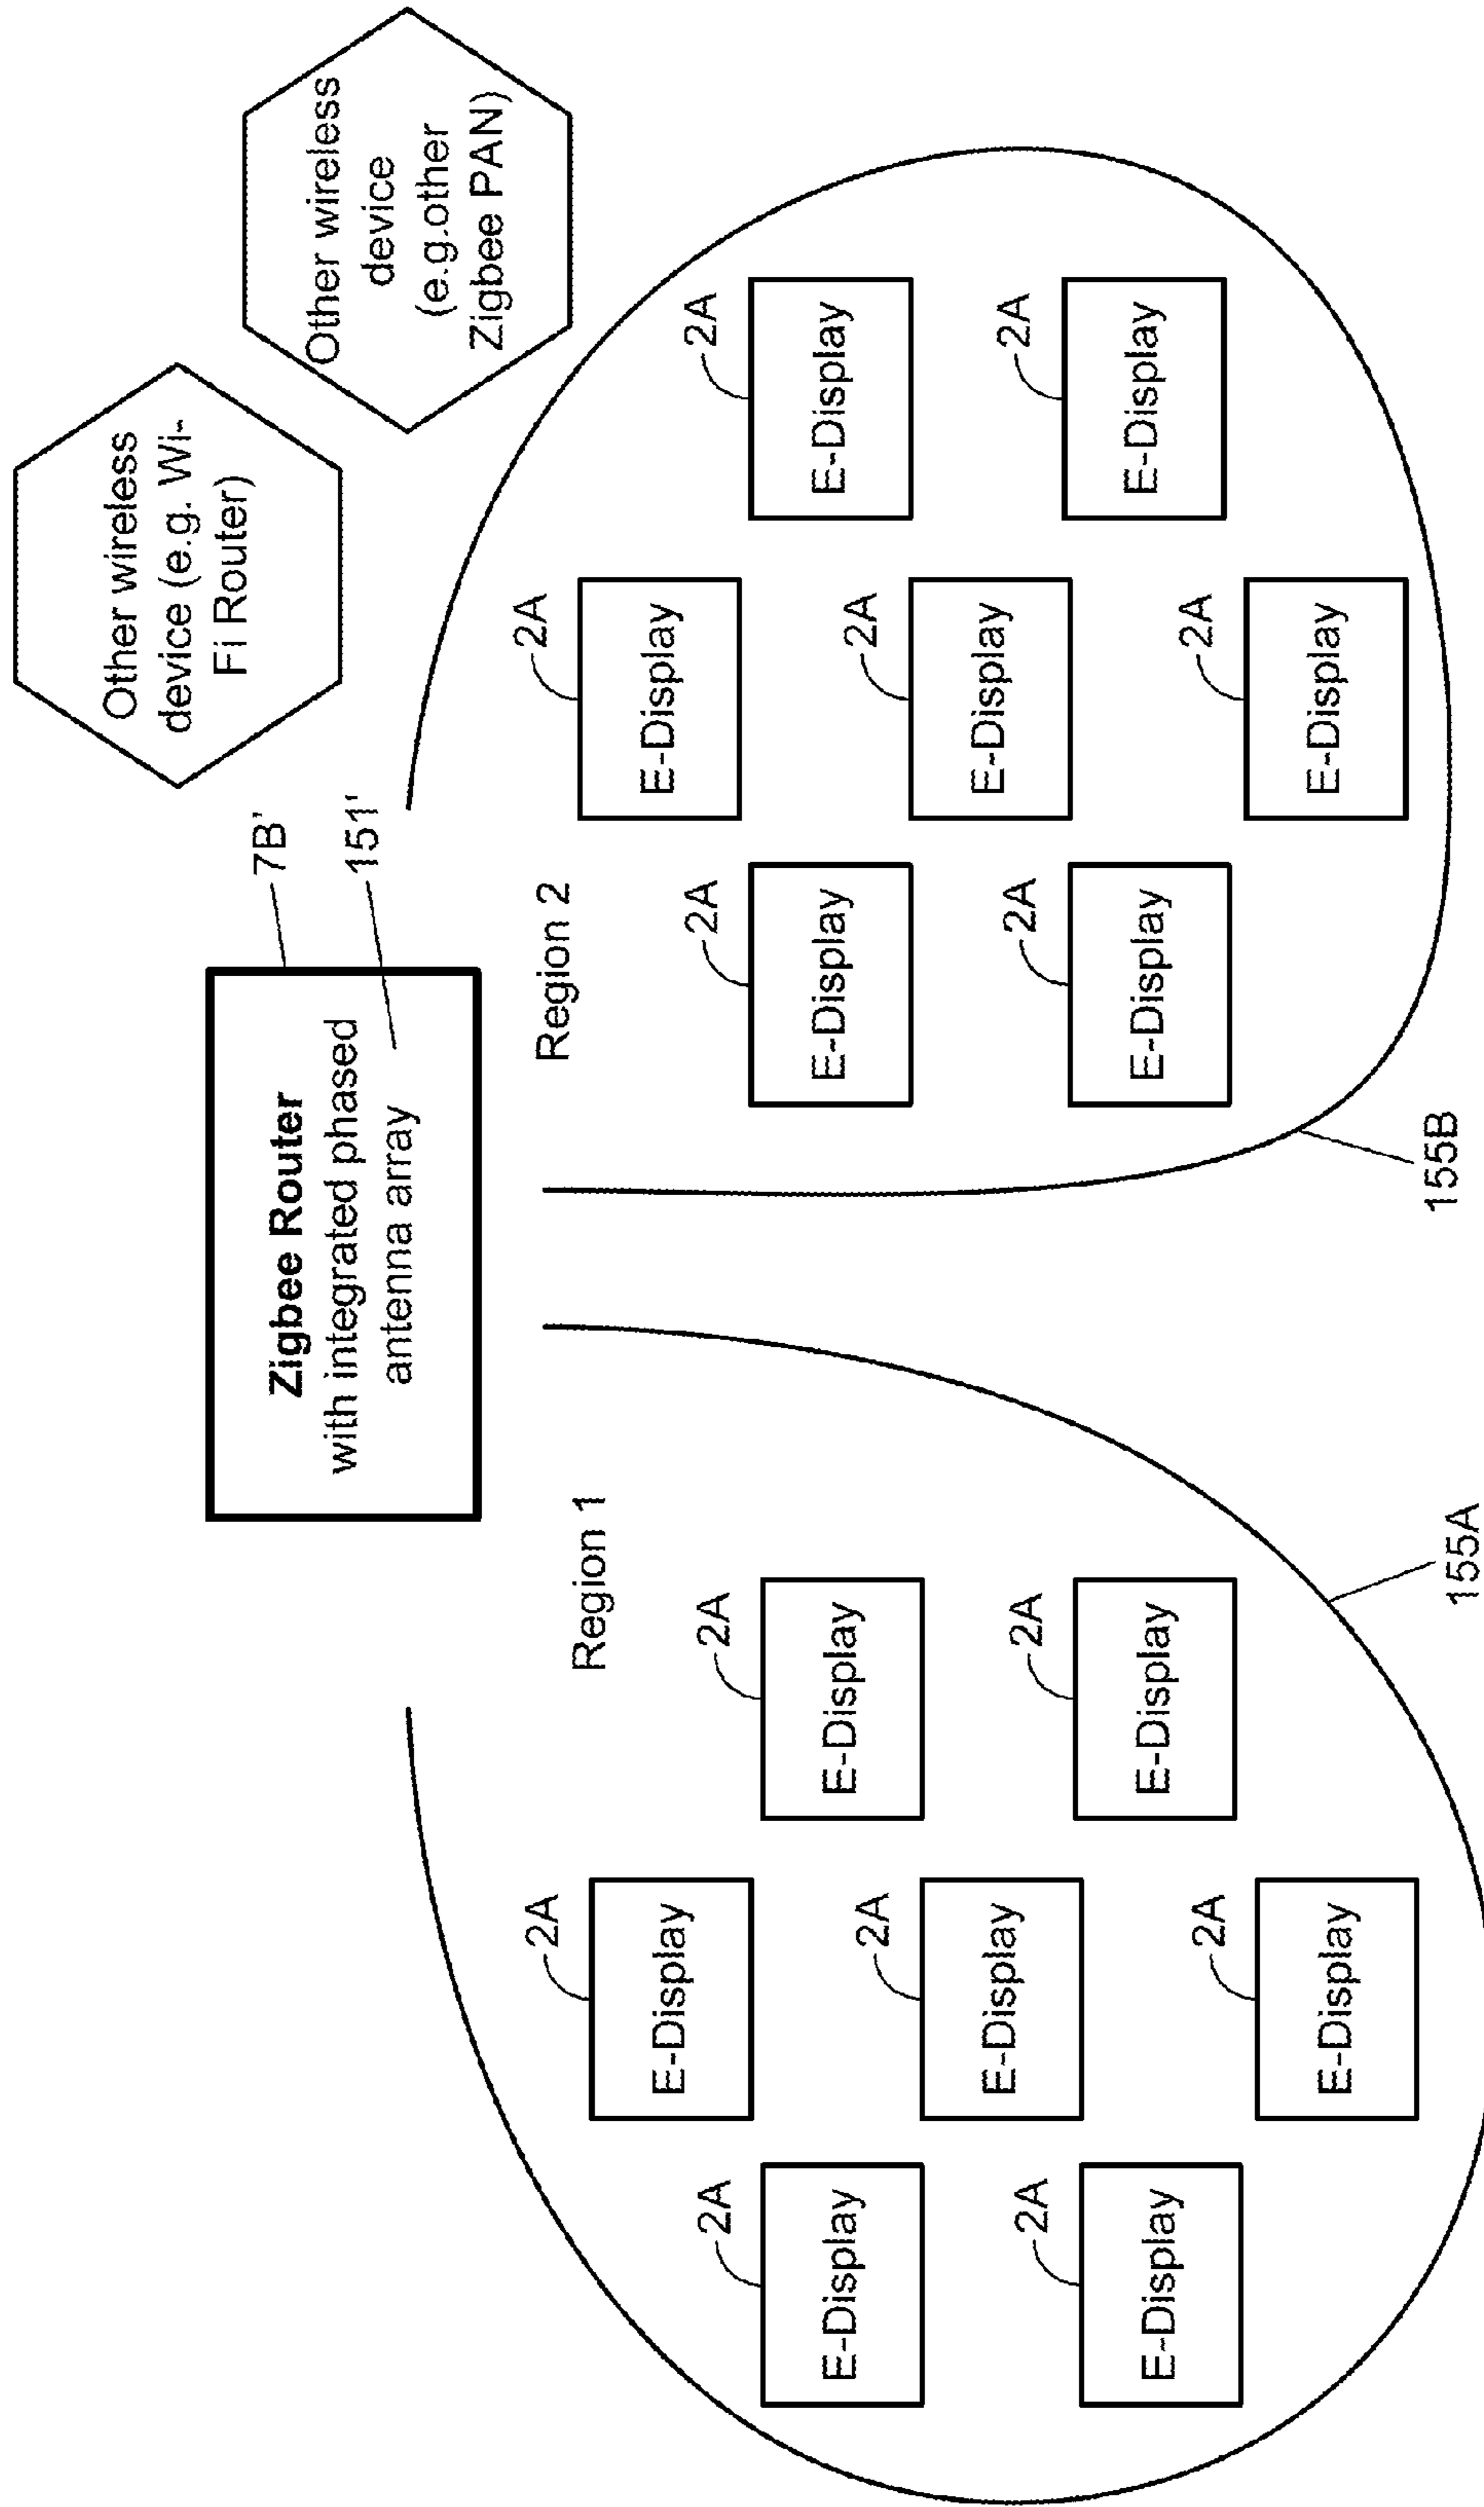 Other wireless
device (e.g. Wi-
Fi Router)
Other wireless
device
(e.g.other
Zigbee PAN)
7B'
151'
Zigbee Router
with integrated phased
antenna array
Region 1
2A
E-Display
2A
E-Display
2A
E-Display
2A
E-Display
2A
E-Display
2A
E-Display
2A
E-Display
155A
Region 2
2A
E-Display
2A
E-Display
2A
E-Display
2A
E-Display
2A
E-Display
2A
E-Display
2A
E-Display
155B